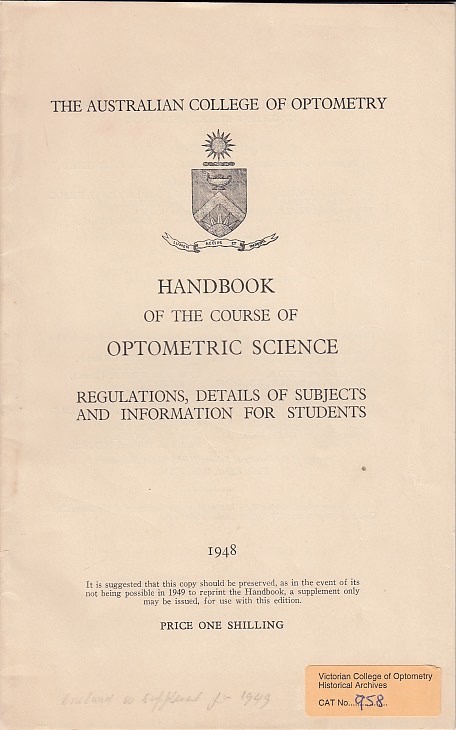 THE AUSTRALIAN COLLEGE OF OPTOMETRY
HANDBOOK
OF THE COURSE OF
OPTOMETRIC SCIENCE
REGULATIONS, DETAILS OF SUBJECTS
AND INFORMATION FOR STUDENTS
1948
It is suggested that this copy should be preserved, as in the event of its
not being possible in 1949 to reprint the Handbook, a supplement only
may be issued, for use with this edition.
PRICE ONE SHILLING
for 1949
Victorian College of Optometry
Historical Archives
CAT No....958...